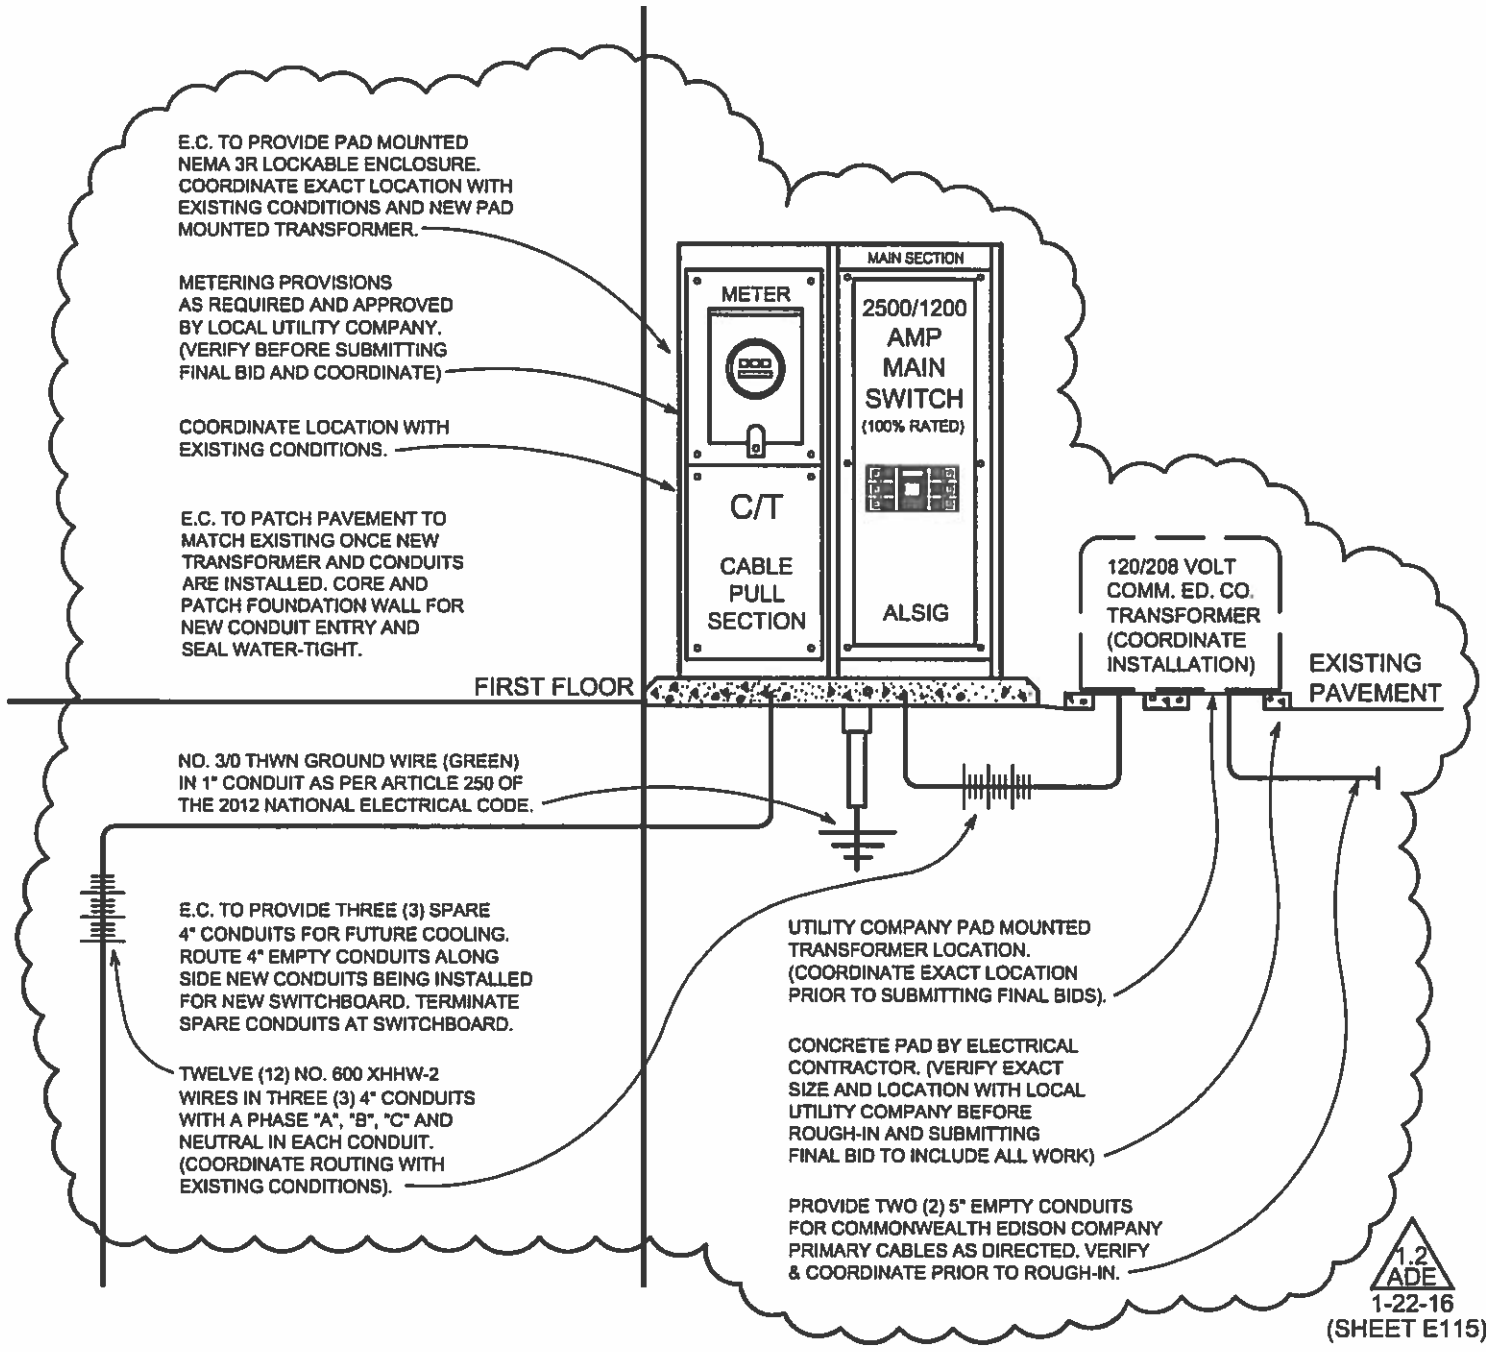 E.C. TO PROVIDE PAD MOUNTED
NEMA 3R LOCKABLE ENCLOSURE.
COORDINATE EXACT LOCATION WITH
EXISTING CONDITIONS AND NEW PAD
MOUNTED TRANSFORMER.
METERING PROVISIONS
AS REQUIRED AND APPROVED
BY LOCAL UTILITY COMPANY.
(VERIFY BEFORE SUBMITTING
FINAL BID AND COORDINATE)
COORDINATE LOCATION WITH
EXISTING CONDITIONS.
E.C. TO PATCH PAVEMENT TO
MATCH EXISTING ONCE NEW
TRANSFORMER AND CONDUITS
ARE INSTALLED. CORE AND
PATCH FOUNDATION WALL FOR
NEW CONDUIT ENTRY AND
SEAL WATER-TIGHT.
METER
C/T
CABLE
PULL
SECTION
MAIN SECTION
2500/1200
AMP
MAIN
SWITCH
(100% RATED)
ALSIG
120/208 VOLT
COMM. ED. CO.
TRANSFORMER
(COORDINATE
INSTALLATION)
EXISTING
PAVEMENT
FIRST FLOOR
NO. 3/0 THWN GROUND WIRE (GREEN)
IN 1" CONDUIT AS PER ARTICLE 250 OF
THE 2012 NATIONAL ELECTRICAL CODE.
E.C. TO PROVIDE THREE (3) SPARE
4" CONDUITS FOR FUTURE COOLING.
ROUTE 4" EMPTY CONDUITS ALONG
SIDE NEW CONDUITS BEING INSTALLED
FOR NEW SWITCHBOARD. TERMINATE
SPARE CONDUITS AT SWITCHBOARD.
TWELVE (12) NO. 600 XHHW-2
WIRES IN THREE (3) 4" CONDUITS
WITH A PHASE "A", "B", "C" AND
NEUTRAL IN EACH CONDUIT.
(COORDINATE ROUTING WITH
EXISTING CONDITIONS).
UTILITY COMPANY PAD MOUNTED
TRANSFORMER LOCATION.
(COORDINATE EXACT LOCATION
PRIOR TO SUBMITTING FINAL BIDS).
CONCRETE PAD BY ELECTRICAL
CONTRACTOR. (VERIFY EXACT
SIZE AND LOCATION WITH LOCAL
UTILITY COMPANY BEFORE
ROUGH-IN AND SUBMITTING
FINAL BID TO INCLUDE ALL WORK)
PROVIDE TWO (2) 5" EMPTY CONDUITS
FOR COMMONWEALTH EDISON COMPANY
PRIMARY CABLES AS DIRECTED. VERIFY
& COORDINATE PRIOR TO ROUGH-IN.
1.2
ADE
1-22-16
(SHEET E115)